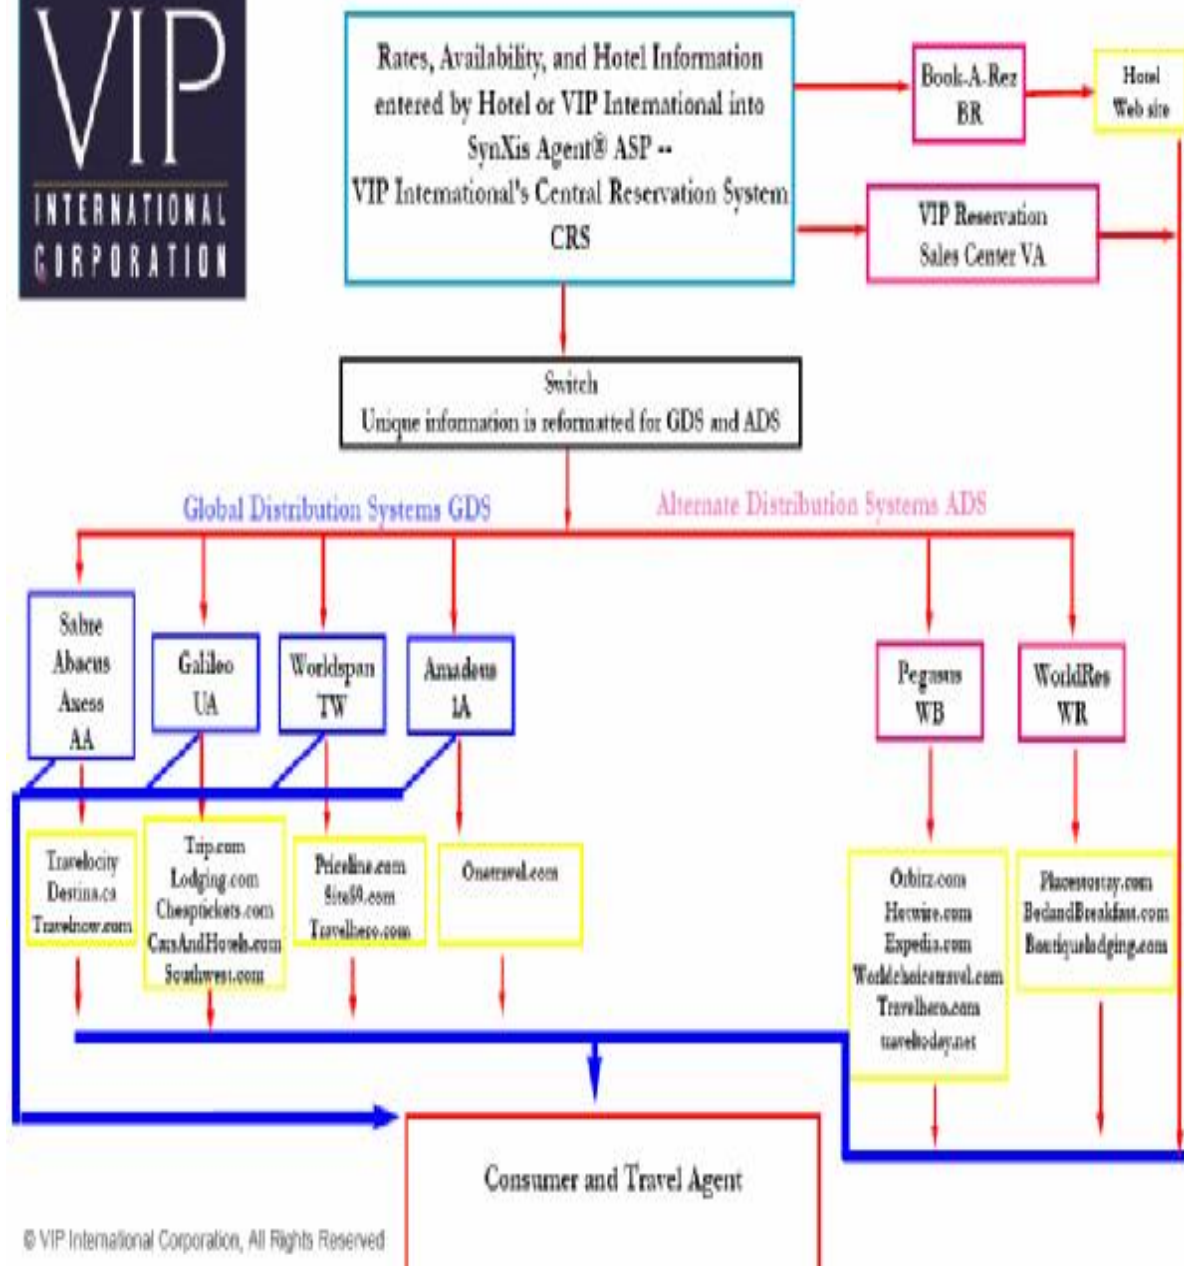 VIP
INTERNATIONAL
CORPORATION
Rates, Availability, and Hotel Information
entered by Hotel or VIP International into
SynXis Agent® ASP --
VIP International's Central Reservation System
CRS
Book-A-Rez
BR
Hotel
Web site
VIP Reservation
Sales Center VA
Switch
Unique information is reformatted for GDS and ADS
Global Distribution Systems GDS
Alternate Distribution Systems ADS
Sabre
Abacus
Axess
AA
Galileo
UA
Worldspan
TW
Amadeus
1A
Pegasus
WB
WorldRes
WR
Travelocity
Destina.ca
Travelnow.com
Trip.com
Lodging.com
Cheaptickets.com
CarsAndHotels.com
Southwest.com
Priceline.com
Site59.com
Travelhero.com
Onetravel.com
Orbitz.com
Hotwire.com
Expedia.com
Worldchoicetravel.com
Travelhero.com
traveltoday.net
Placestostay.com
BedandBreakfast.com
Boutiquelodging.com
Consumer and Travel Agent
© VIP International Corporation, All Rights Reserved